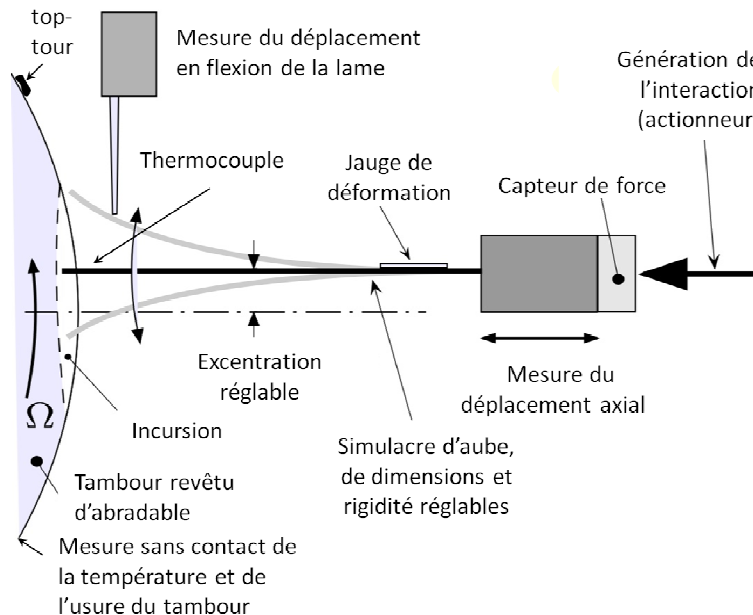 top-
tour
Mesure du déplacement
en flexion de la lame
Génération de
l'interaction
(actionneur
Thermocouple
Jauge de
déformation
Capteur de force
Excentration
réglable
Mesure du
déplacement axial
Ω
Incursion
Simulacre d'aube,
de dimensions et
rigidité réglables
Tambour revêtu
d'abradable
Mesure sans contact de
la température et de
l'usure du tambour